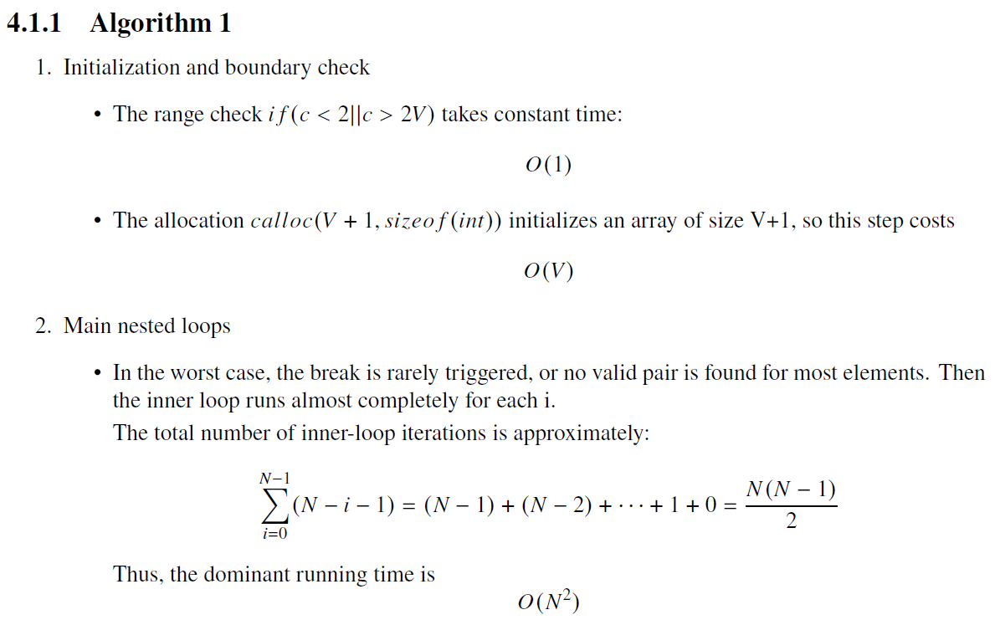 4.1.1 Algorithm 1
1. Initialization and boundary check
• The range check if(c < 2||c > 2V) takes constant time:
O(1)
• The allocation calloc(V + 1, sizeof(int)) initializes an array of size V+1, so this step costs
O(V)
2. Main nested loops
• In the worst case, the break is rarely triggered, or no valid pair is found for most elements. Then
the inner loop runs almost completely for each i.
The total number of inner-loop iterations is approximately:
\sum_{i=0}^{N-1} (N − i − 1) = (N − 1) + (N − 2) + ⋯ + 1 + 0 = \frac{N(N − 1)}{2}
Thus, the dominant running time is
O(N²)